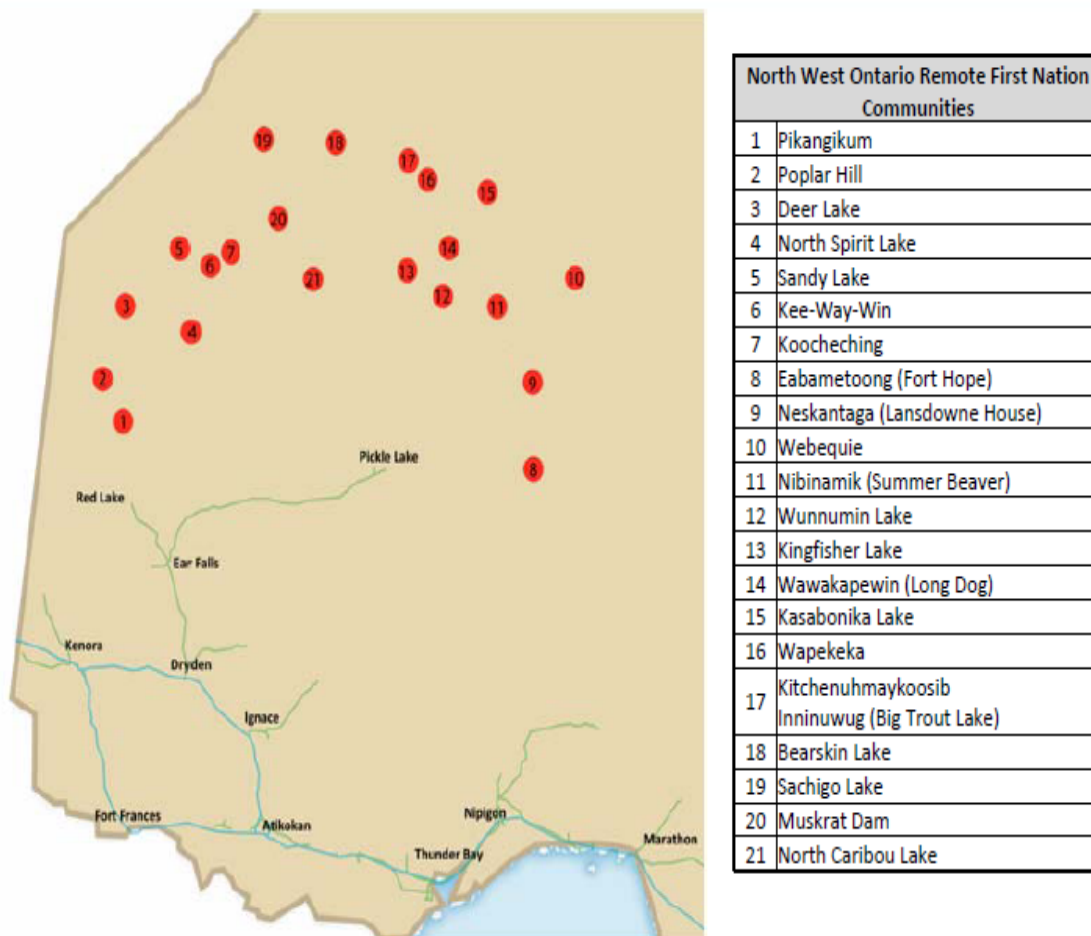 19
18
17
16
15
20
5
7
14
6
13
21
10
12
3
11
4
2
9
1
Pickle Lake
8
Red Lake
Ear Falls
Kenora
Dryden
Ignace
Fort Frances
Atikokan
Nipigon
Thunder Bay
Marathon
North West Ontario Remote First Nation
Communities
1 Pikangikum
2 Poplar Hill
3 Deer Lake
4 North Spirit Lake
5 Sandy Lake
6 Kee-Way-Win
7 Koocheching
8 Eabametoong (Fort Hope)
9 Neskantaga (Lansdowne House)
10 Webequie
11 Nibinamik (Summer Beaver)
12 Wunnumin Lake
13 Kingfisher Lake
14 Wawakapewin (Long Dog)
15 Kasabonika Lake
16 Wapekeka
17 Kitchenuhmaykoosib
Inninuwug (Big Trout Lake)
18 Bearskin Lake
19 Sachigo Lake
20 Muskrat Dam
21 North Caribou Lake